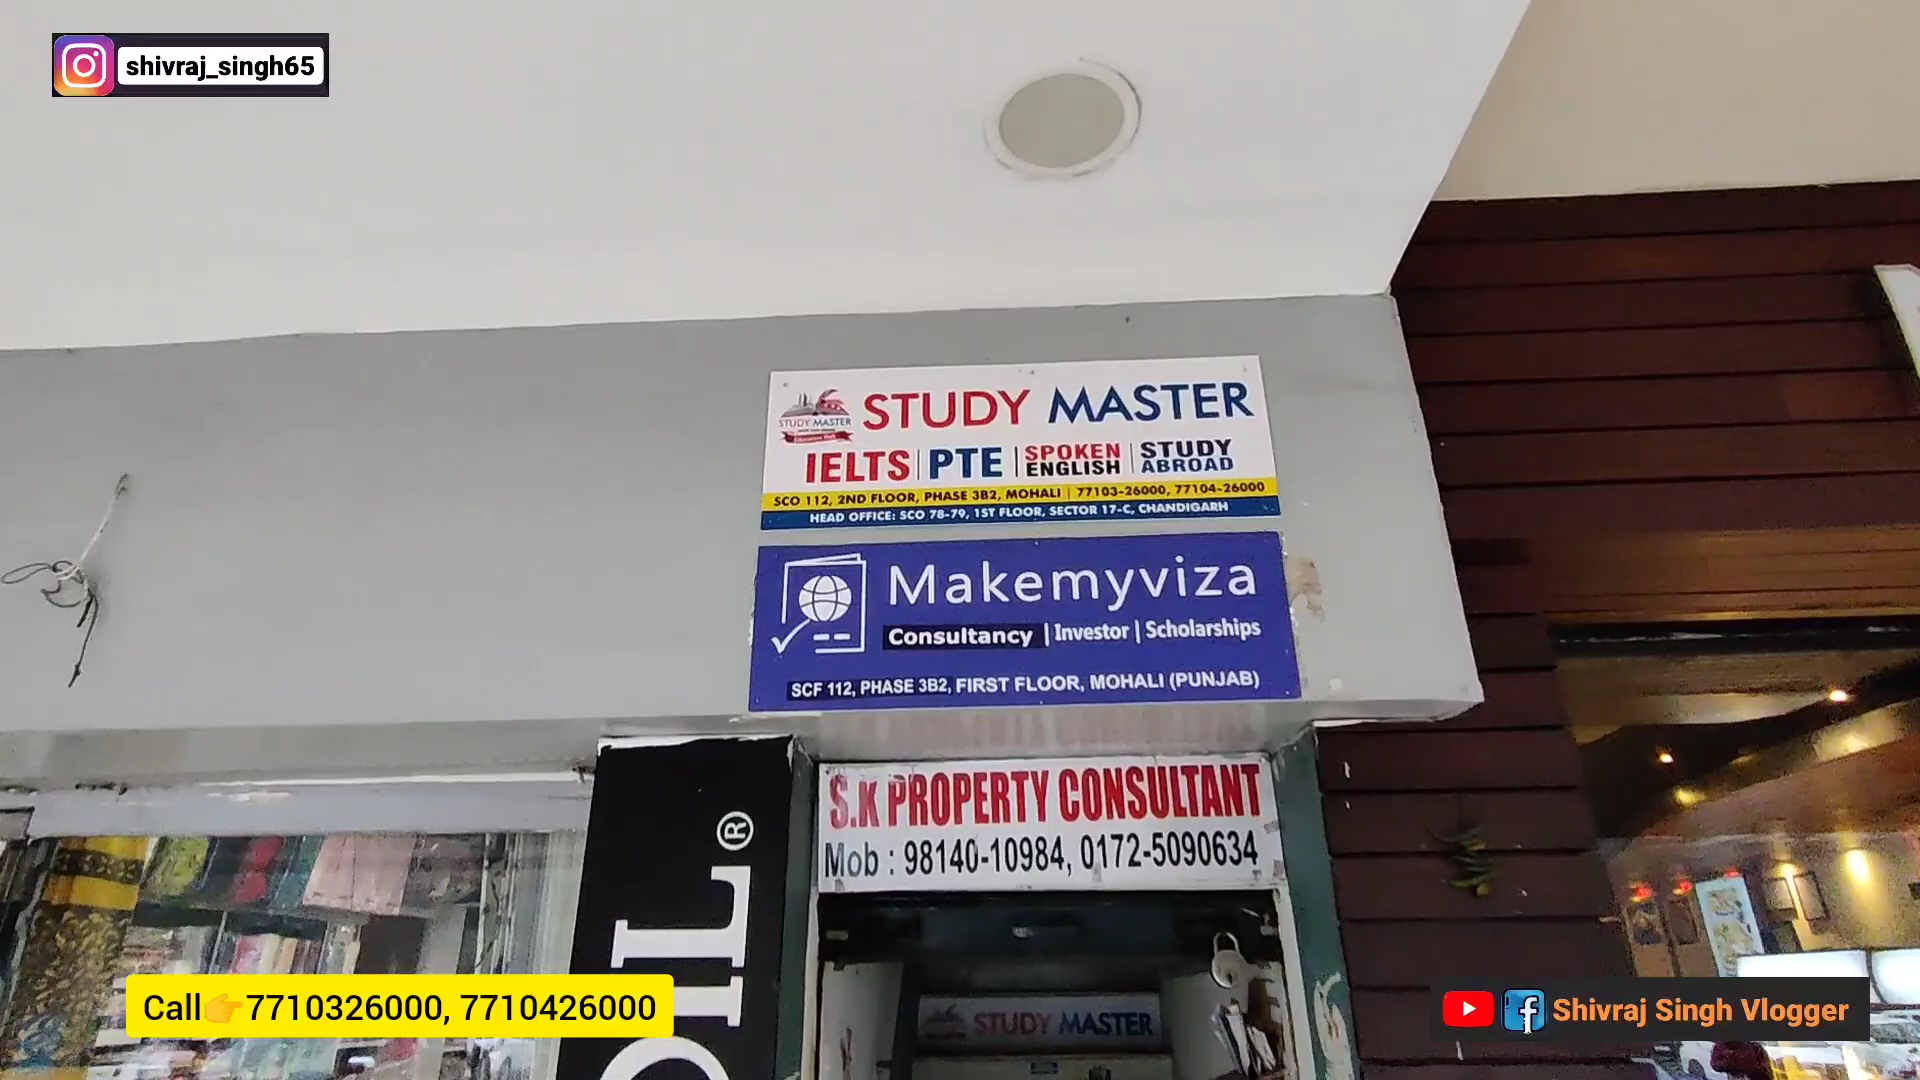 shivraj_singh65
STUDY MASTER
STUDY MASTER
IELTS | PTE | SPOKEN ENGLISH | STUDY ABROAD
SCO 112, 2ND FLOOR, PHASE 3B2, MOHALI | 77103-26000, 77104-26000
HEAD OFFICE: SCO 78-79, 1ST FLOOR, SECTOR 17-C, CHANDIGARH
Makemyviza
Consultancy | Investor | Scholarships
SCF 112, PHASE 3B2, FIRST FLOOR, MOHALI (PUNJAB)
S.K PROPERTY CONSULTANT
Mob : 98140-10984, 0172-5090634
STUDY MASTER
Call👉7710326000, 7710426000
Shivraj Singh Vlogger